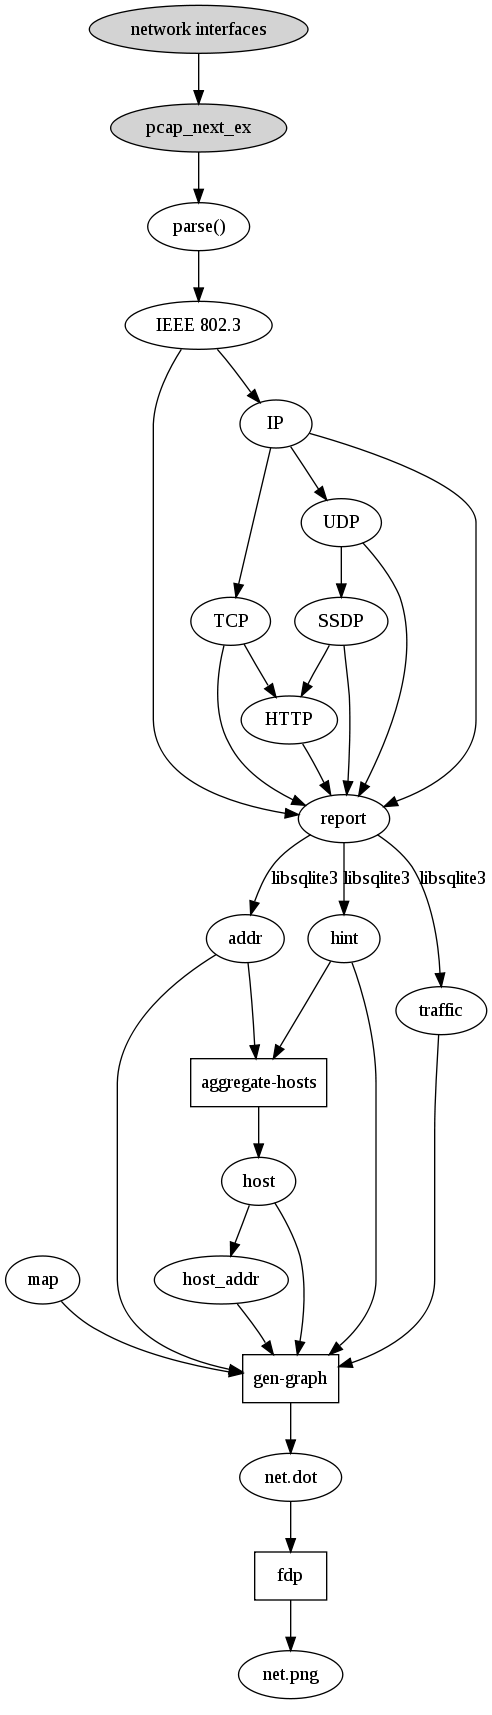 network interfaces
pcap_next_ex
parse()
IEEE 802.3
IP
UDP
TCP
SSDP
HTTP
report
libsqlite3
libsqlite3
libsqlite3
addr
hint
traffic
aggregate-hosts
host
map
host_addr
gen-graph
net.dot
fdp
net.png